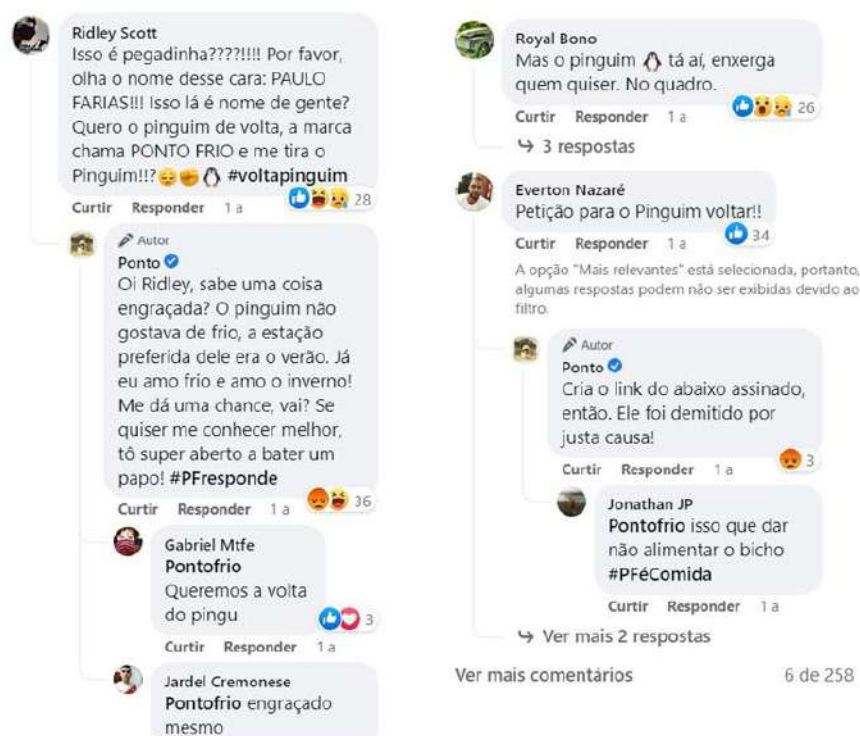 Ridley Scott
Isso é pegadinha????!!!! Por favor,
olha o nome desse cara: PAULO
FARIAS!!! Isso lá é nome de gente?
Quero o pinguim de volta, a marca
chama PONTO FRIO e me tira o
Pinguim!!?😔✊🐧 #voltapinguim
Curtir Responder 1 a 28
Autor
Ponto
Oi Ridley, sabe uma coisa
engraçada? O pinguim não
gostava de frio, a estação
preferida dele era o verão. Já
eu amo frio e amo o inverno!
Me dá uma chance, vai? Se
quiser me conhecer melhor,
tô super aberto a bater um
papo! #PFresponde
Curtir Responder 1 a 36
Gabriel Mtfe
Pontofrio
Queremos a volta
do pingu
3
Curtir Responder 1 a
Jardel Cremonese
Pontofrio engraçado
mesmo
Royal Bono
Mas o pinguim 🐧 tá aí, enxerga
quem quiser. No quadro.
Curtir Responder 1 a 26
3 respostas
Everton Nazaré
Petição para o Pinguim voltar!!
Curtir Responder 1 a 34
A opção "Mais relevantes" está selecionada, portanto,
algumas respostas podem não ser exibidas devido ao
filtro.
Autor
Ponto
Cria o link do abaixo assinado,
então. Ele foi demitido por
justa causa!
Curtir Responder 1 a 3
Jonathan JP
Pontofrio isso que dar
não alimentar o bicho
#PFéComida
Curtir Responder 1 a
Ver mais 2 respostas
Ver mais comentários 6 de 258